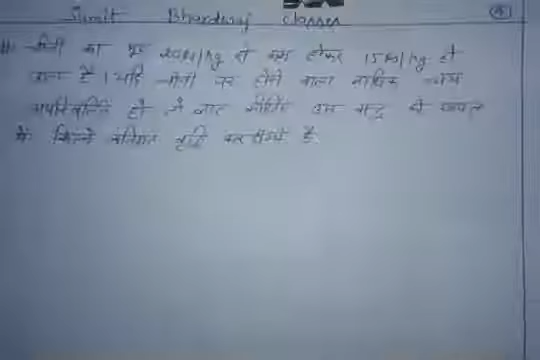 Sumit Bhardwaj classes
चीनी का मूल्य 20Rs/kg से कम होकर 15Rs/kg हो
जाता है। यदि चीनी पर होने वाला मासिक व्यय
अपरिवर्तित हो तो ज्ञात कीजिए उस वस्तु की खपत
में कितने प्रतिशत वृद्धि कर सकते है